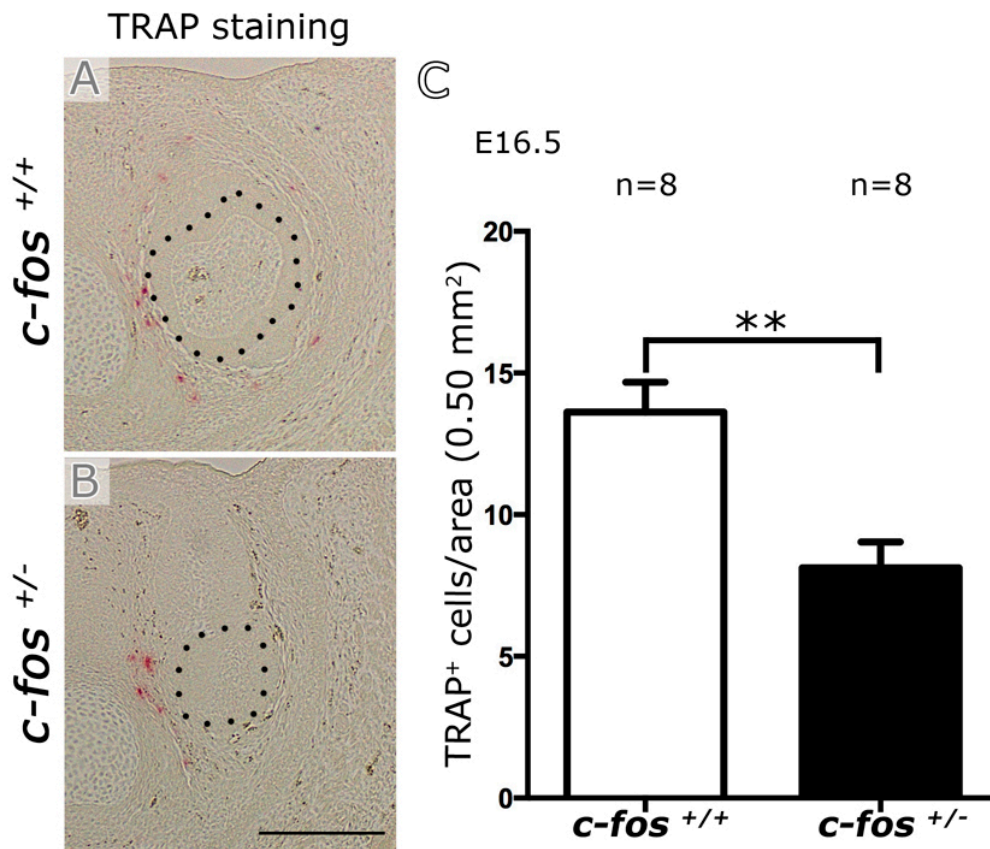 TRAP staining
A
c-fos +/+
B
c-fos +/-
C
E16.5
n=8 n=8
**
TRAP⁺ cells/area (0.50 mm²)
20
15
10
5
0
c-fos +/+ c-fos +/-